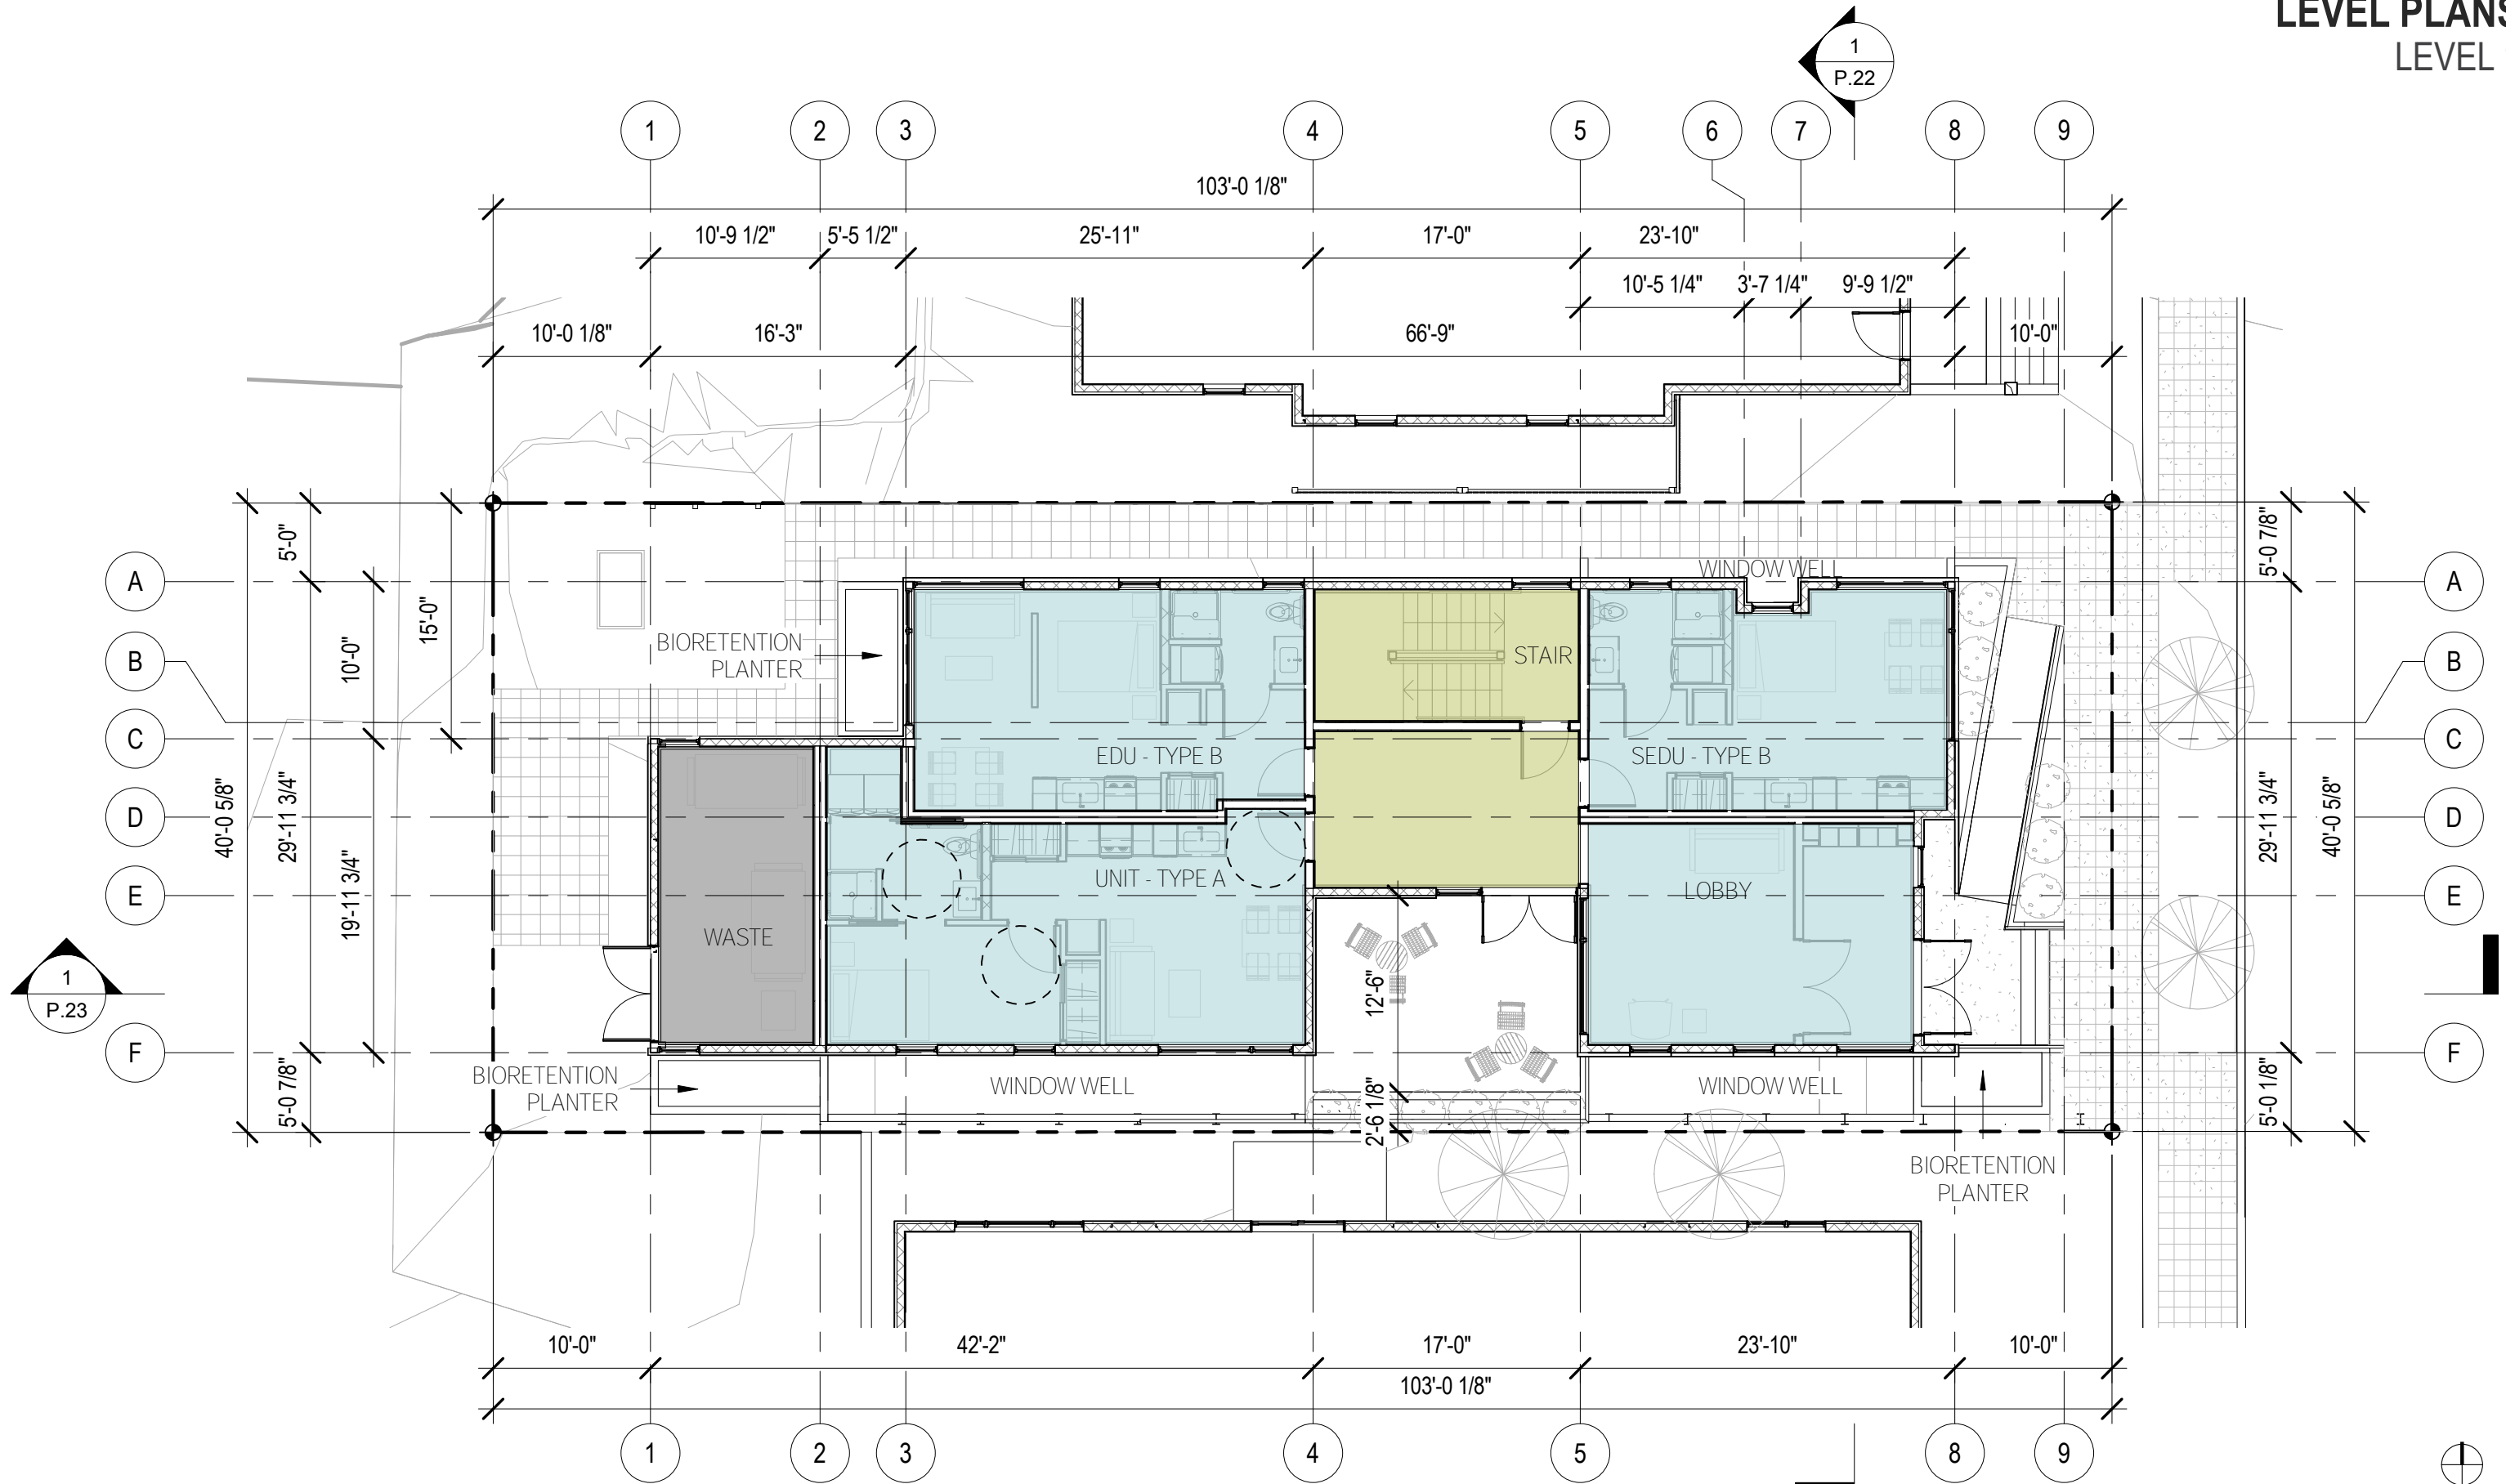 LEVEL PLANS
LEVEL
1
P.22
1 2 3 4 5 6 7 8 9
103'-0 1/8"
10'-9 1/2" 5'-5 1/2" 25'-11" 17'-0" 23'-10"
10'-5 1/4" 3'-7 1/4" 9'-9 1/2"
10'-0 1/8" 16'-3" 66'-9" 10'-0"
5'-0" 5'-0 7/8"
A A
WINDOW WELL
15'-0"
10'-0"
BIORETENTION
PLANTER
STAIR
B B
C C
EDU - TYPE B SEDU - TYPE B
40'-0 5/8" 29'-11 3/4" 29'-11 3/4" 40'-0 5/8"
D D
19'-11 3/4"
UNIT - TYPE A LOBBY
E E
WASTE
12'-6"
1
P.23
F F
BIORETENTION
PLANTER
WINDOW WELL WINDOW WELL
5'-0 7/8" 2'-6 1/8" 5'-0 1/8"
BIORETENTION
PLANTER
10'-0" 42'-2" 17'-0" 23'-10" 10'-0"
103'-0 1/8"
1 2 3 4 5 8 9